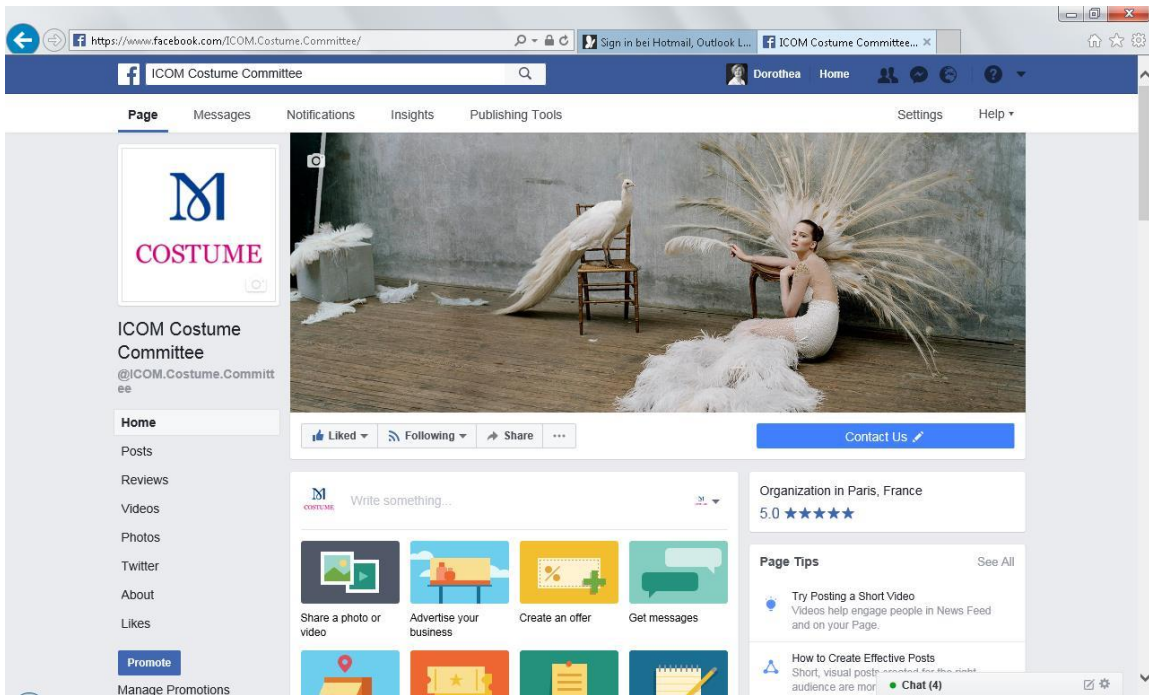 https://www.facebook.com/ICOM.Costume.Committee/
Sign in bei Hotmail, Outlook L...
ICOM Costume Committee...
ICOM Costume Committee
Dorothea Home
Page Messages Notifications Insights Publishing Tools Settings Help
COSTUME
ICOM Costume
Committee
@ICOM.Costume.Committ
ee
Home
Posts
Reviews
Videos
Photos
Twitter
About
Likes
Promote
Manage Promotions
Liked Following Share ...
Contact Us
COSTUME
Write something...
Share a photo or
video
Advertise your
business
Create an offer
Get messages
Organization in Paris, France
5.0 ★★★★★
Page Tips See All
Try Posting a Short Video
Videos help engage people in News Feed
and on your Page.
How to Create Effective Posts
Short, visual posts created for the right
audience are mor
Chat (4)